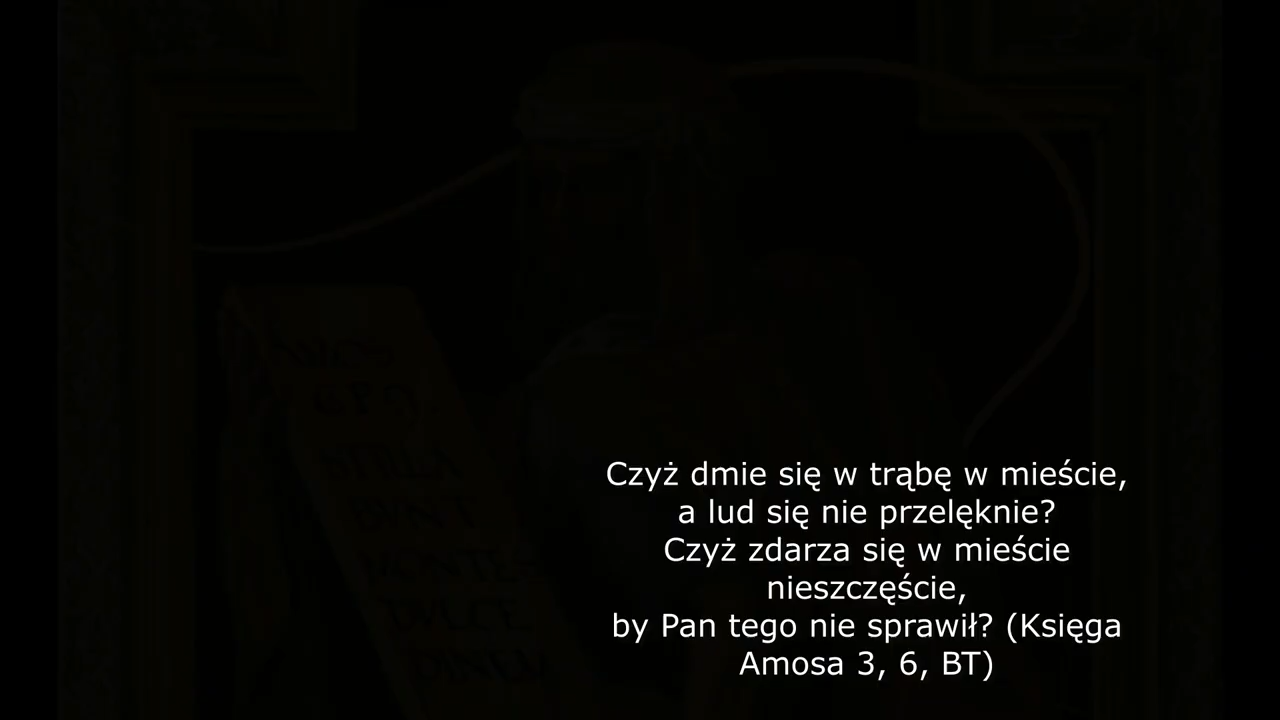 Czyż dmie się w trąbę w mieście,
a lud się nie przelęknie?
Czyż zdarza się w mieście
nieszczęście,
by Pan tego nie sprawił? (Księga
Amosa 3, 6, BT)